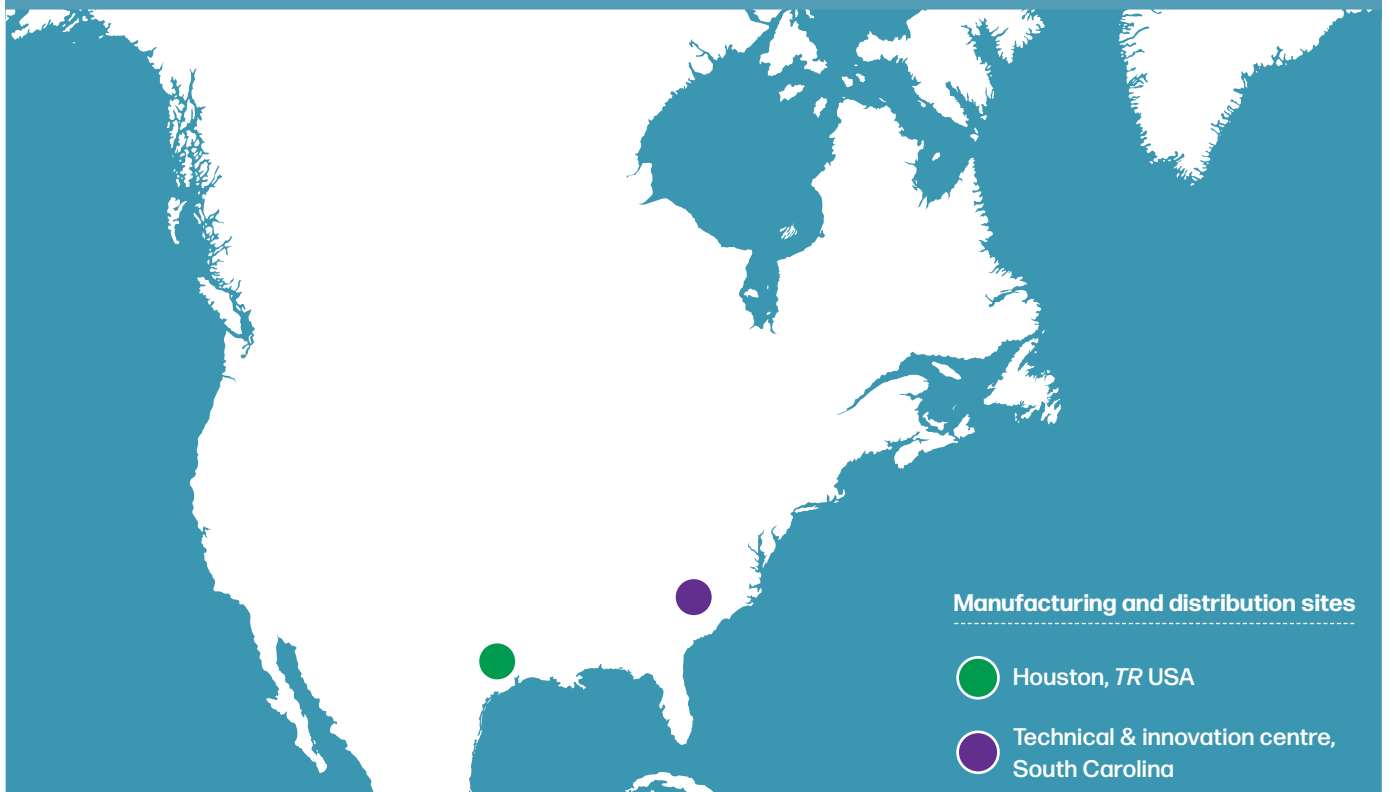 Manufacturing and distribution sites
Houston, TR USA
Technical & innovation centre,
South Carolina